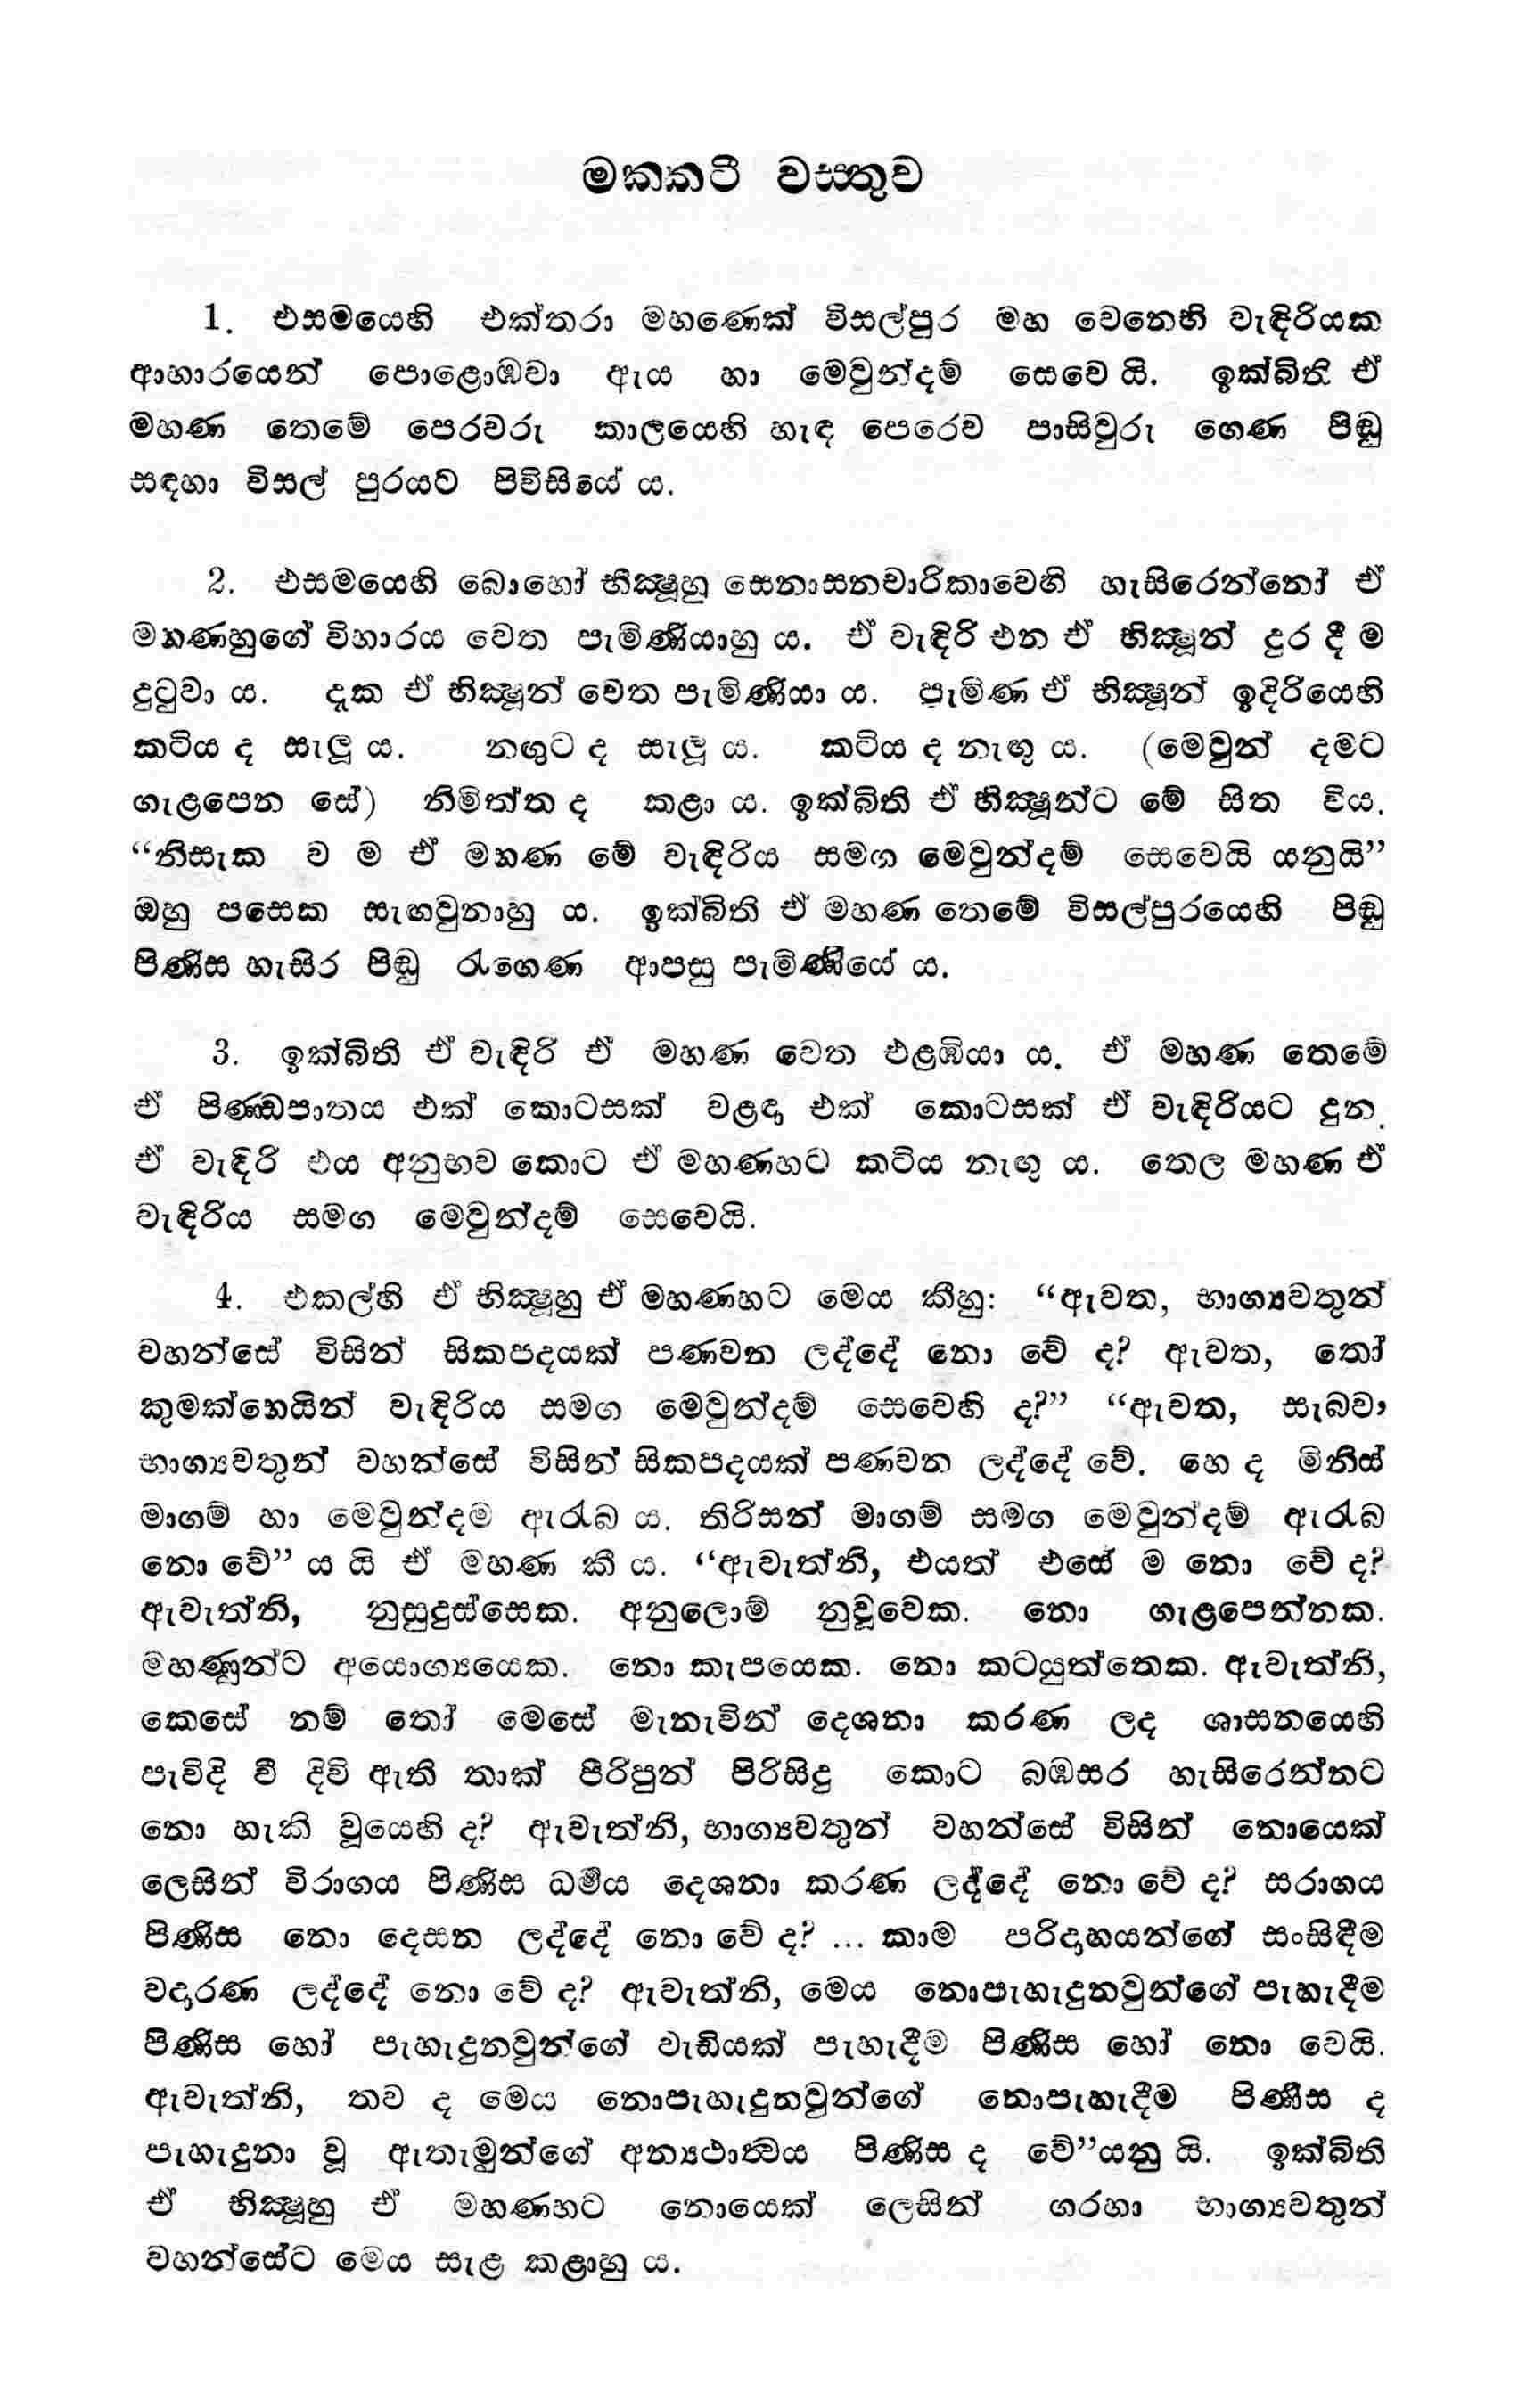 මක්කටී වස්තුව
1. එසමයෙහි එක්තරා මහණෙක් විසල්පුර මහ වෙනෙහි වැඳිරියක
ආහාරයෙන් පොළොඹවා ඇය හා මෙවුන්දම් සෙවෙ යි. ඉක්බිති ඒ
මහණ තෙමේ පෙරවරු කාලයෙහි හැඳ පෙරෙව පාසිවුරු ගෙණ පිඬු
සඳහා විසල් පුරයට පිවිසියේ ය.
2. එසමයෙහි බොහෝ භික්‍ෂූහු සෙනාසනචාරිකාවෙහි හැසිරෙන්නෝ ඒ
මහණහුගේ විහාරය වෙත පැමිණියාහු ය. ඒ වැඳිරි එන ඒ භික්‍ෂූන් දුර දී ම
දුටුවා ය. දැක ඒ භික්‍ෂූන් වෙත පැමිණියා ය. පැමිණ ඒ භික්‍ෂූන් ඉදිරියෙහි
කටිය ද සැලූ ය. නඟුට ද සැලූ ය. කටිය ද නැඟූ ය. (මෙවුන් දමට
ගැළපෙන සේ) නිමිත්ත ද කළා ය. ඉක්බිති ඒ භික්‍ෂූන්ට මේ සිත විය.
“නිසැක ව ම ඒ මහණ මේ වැඳිරිය සමග මෙවුන්දම් සෙවෙයි යනුයි”
ඔහු පසෙක සැඟවුනාහු ය. ඉක්බිති ඒ මහණ තෙමේ විසල්පුරයෙහි පිඬු
පිණිස හැසිර පිඬු රැගෙණ ආපසු පැමිණියේ ය.
3. ඉක්බිති ඒ වැඳිරි ඒ මහණ වෙත එළඹියා ය. ඒ මහණ තෙමේ
ඒ පිණ්ඩපාතය එක් කොටසක් වළඳා එක් කොටසක් ඒ වැඳිරියට දුන.
ඒ වැඳිරි එය අනුභව කොට ඒ මහණහට කටිය නැඟූ ය. තෙල මහණ ඒ
වැඳිරිය සමග මෙවුන්දම් සෙවෙයි.
4. එකල්හි ඒ භික්‍ෂූහු ඒ මහණහට මෙය කීහු: “ඇවත, භාග්‍යවතුන්
වහන්සේ විසින් සිකපදයක් පණවන ලද්දේ නො වේ ද? ඇවත, තෝ
කුමක්හෙයින් වැඳිරිය සමග මෙවුන්දම් සෙවෙහි ද?” “ඇවත, සැබව,
භාග්‍යවතුන් වහන්සේ විසින් සිකපදයක් පණවන ලද්දේ වේ. හෙ ද මිනිස්
මාගම් හා මෙවුන්දම ඇරැබ ය. තිරිසන් මාගම් සමග මෙවුන්දම් ඇරැබ
නො වේ” ය යි ඒ මහණ කී ය. “ඇවැත්නි, එයත් එසේ ම නො වේ ද?
ඇවැත්නි, නුසුදුස්සෙක. අනුලොම් නුවූවෙක. නො ගැළපෙන්නක.
මහණුන්ට අයොග්‍යයෙක. නො කැපයෙක. නො කටයුත්තෙක. ඇවැත්නි,
කෙසේ නම් තෝ මෙසේ මැනැවින් දෙශනා කරණ ලද ශාසනයෙහි
පැවිදි වී දිවි ඇති තාක් පිරිපුන් පිරිසිදු කොට බඹසර හැසිරෙන්නට
නො හැකි වූයෙහි ද? ඇවැත්නි, භාග්‍යවතුන් වහන්සේ විසින් නොයෙක්
ලෙසින් විරාගය පිණිස ධර්‍මය දෙශනා කරණ ලද්දේ නො වේ ද? සරාගය
පිණිස නො දෙසන ලද්දේ නො වේ ද? ... කාම පරිදාහයන්ගේ සංසිඳීම
වදාරණ ලද්දේ නො වේ ද? ඇවැත්නි, මෙය නොපැහැදුනවුන්ගේ පැහැදීම
පිණිස හෝ පැහැදුනවුන්ගේ වැඩියක් පැහැදීම පිණිස හෝ නො වෙයි.
ඇවැත්නි, තව ද මෙය නොපැහැදුනවුන්ගේ නොපැහැදීම පිණිස ද
පැහැදුනා වූ ඇතැමුන්ගේ අන්‍යථාත්‍වය පිණිස ද වේ”යනු යි. ඉක්බිති
ඒ භික්‍ෂූහු ඒ මහණහට නොයෙක් ලෙසින් ගරහා භාග්‍යවතුන්
වහන්සේට මෙය සැළ කළාහු ය.